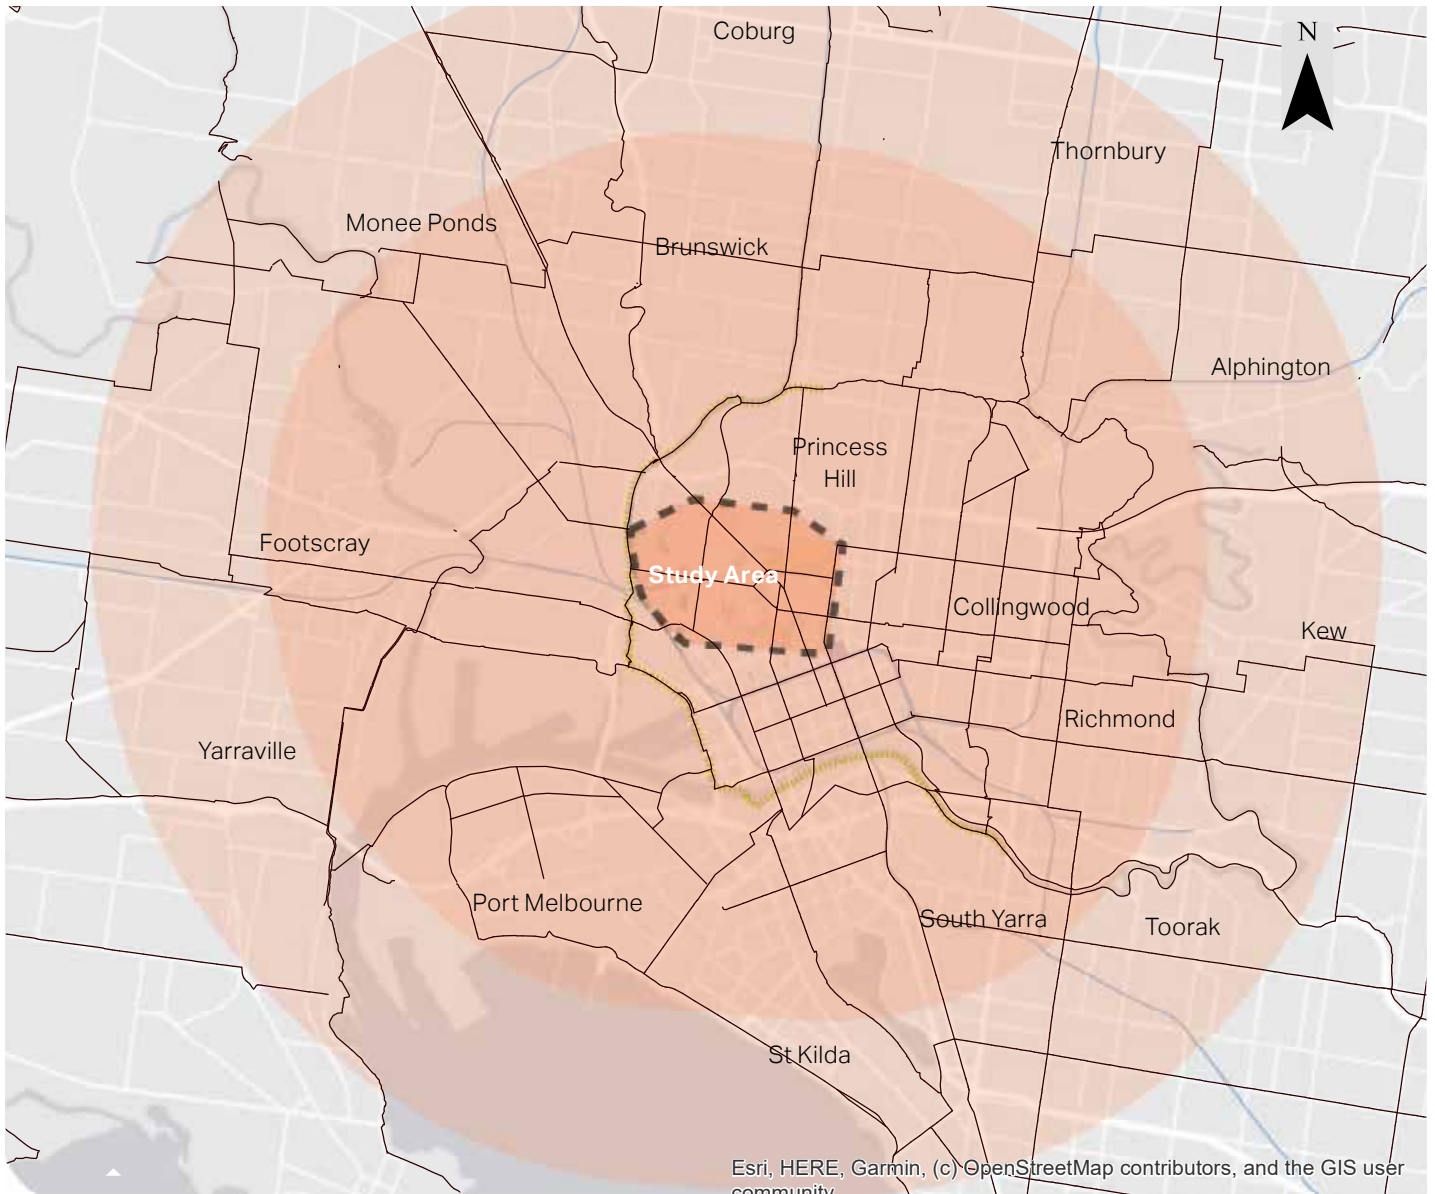 Coburg
N
Thornbury
Monee Ponds
Brunswick
Alphington
Princess
Hill
Footscray
Study Area
Collingwood
Kew
Richmond
Yarraville
Port Melbourne
South Yarra
Toorak
St Kilda
Esri, HERE, Garmin, (c) OpenStreetMap contributors, and the GIS user
community